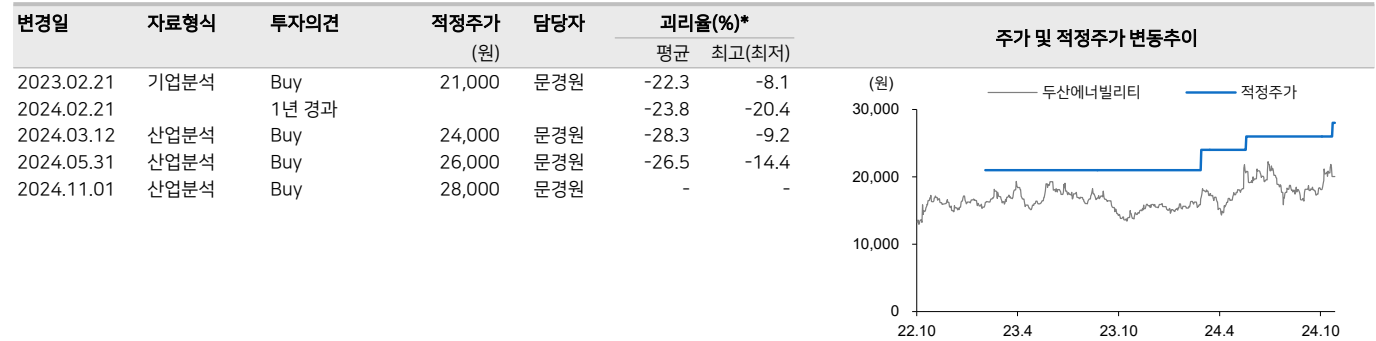 변경일 자료형식 투자의견 적정주가 담당자 괴리율(%)*
(원) 평균 최고(최저)
2023.02.21 기업분석 Buy 21,000 문경원 -22.3 -8.1
2024.02.21 1년 경과 -23.8 -20.4
2024.03.12 산업분석 Buy 24,000 문경원 -28.3 -9.2
2024.05.31 산업분석 Buy 26,000 문경원 -26.5 -14.4
2024.11.01 산업분석 Buy 28,000 문경원 - -
주가 및 적정주가 변동추이
(원) 두산에너빌리티 적정주가
30,000
20,000
10,000
0
22.10 23.4 23.10 24.4 24.10